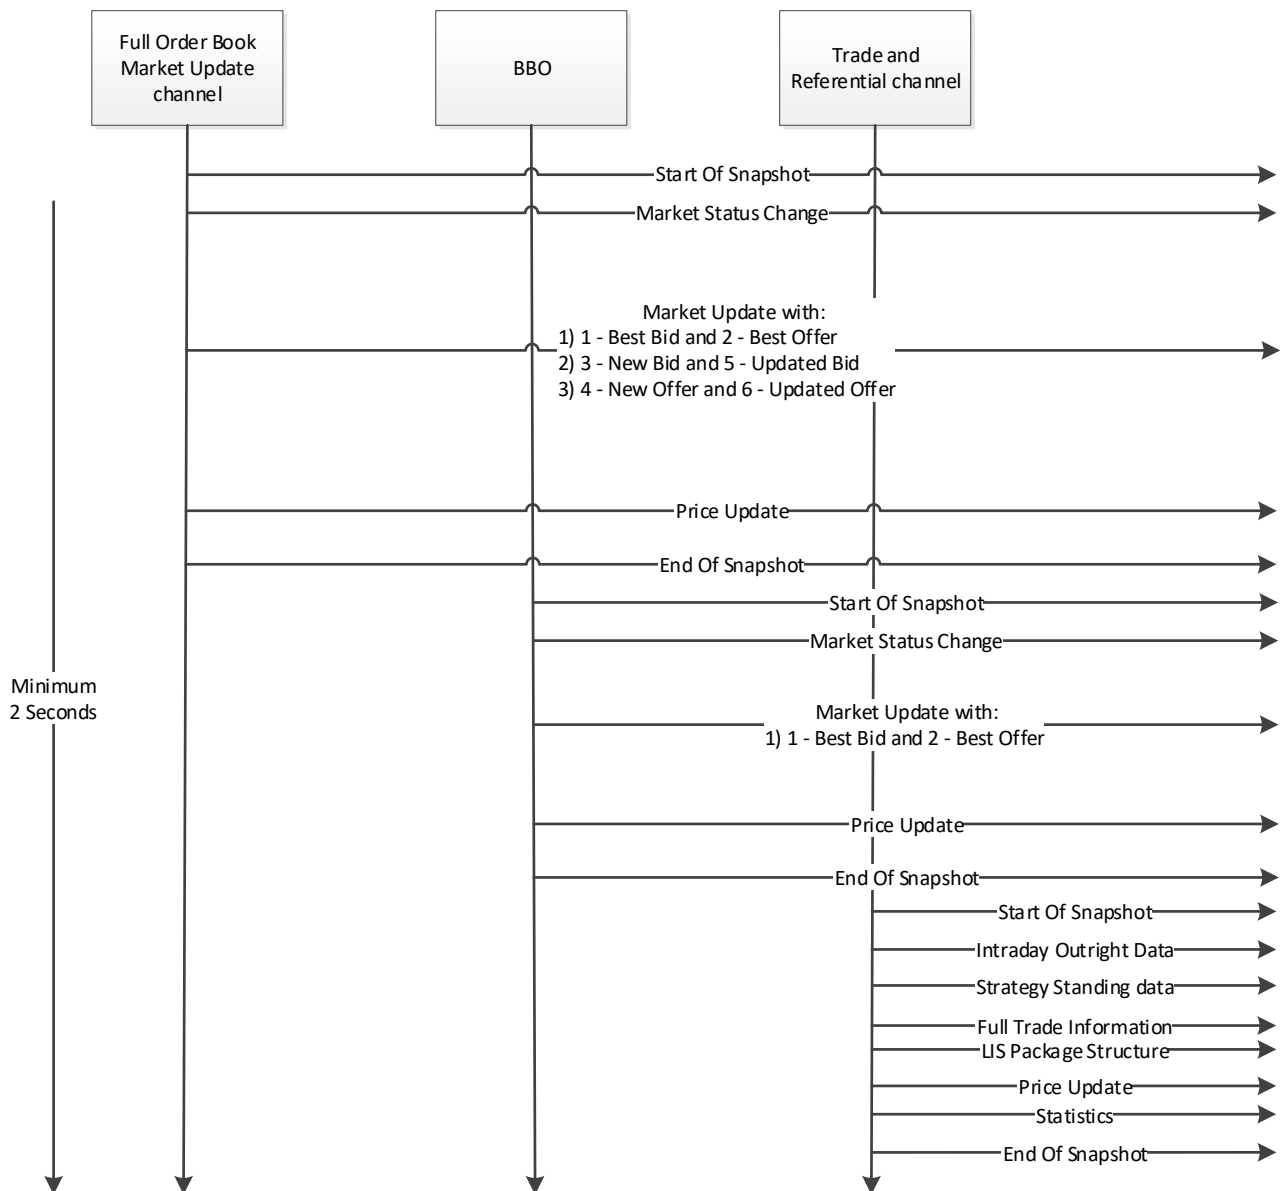 Full Order Book
Market Update
channel
BBO
Trade and
Referential channel
Start Of Snapshot
Market Status Change
Market Update with:
1) 1 - Best Bid and 2 - Best Offer
2) 3 - New Bid and 5 - Updated Bid
3) 4 - New Offer and 6 - Updated Offer
Price Update
End Of Snapshot
Start Of Snapshot
Market Status Change
Minimum
2 Seconds
Market Update with:
1) 1 - Best Bid and 2 - Best Offer
Price Update
End Of Snapshot
Start Of Snapshot
Intraday Outright Data
Strategy Standing data
Full Trade Information
LIS Package Structure
Price Update
Statistics
End Of Snapshot